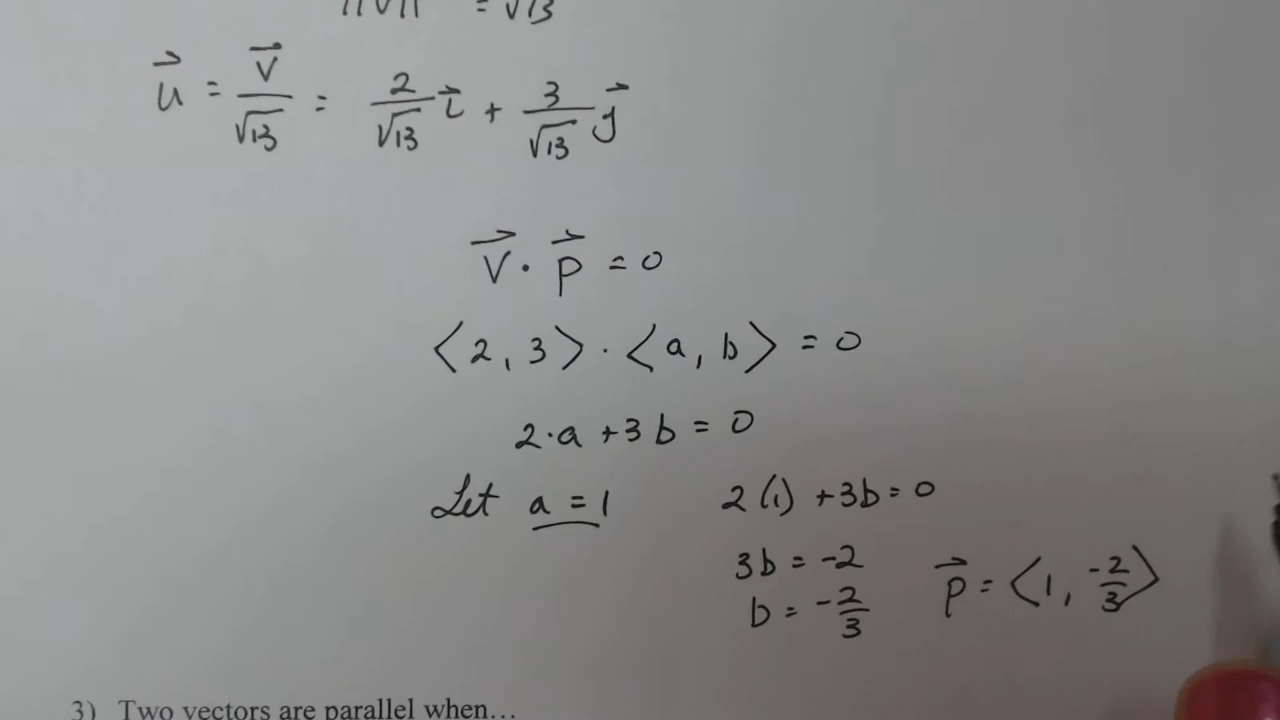 ||V|| = √13
u⃗ = v⃗/√13 = 2/√13 i⃗ + 3/√13 j⃗
V⃗ · p⃗ = 0
⟨2, 3⟩ · ⟨a, b⟩ = 0
2·a + 3b = 0
Let a = 1 2(1) + 3b = 0
3b = -2
b = -2/3 p⃗ = ⟨1, -2/3⟩
3) Two vectors are parallel when...